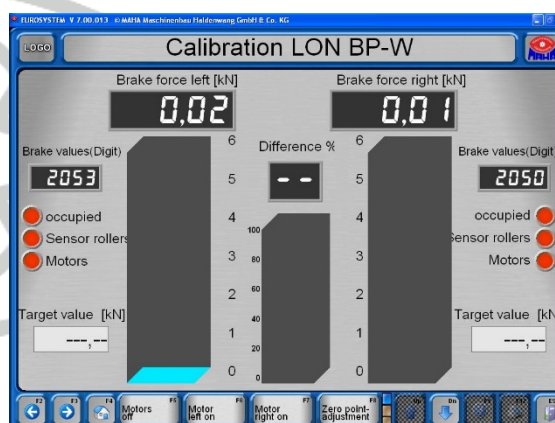 EUROSYSTEM V 7.00.013 © MAHA Maschinenbau Haldenwang GmbH & Co. KG
LOGO
Calibration LON BP-W
MAHA
Brake force left [kN]
Brake force right [kN]
0,02
0,01
Brake values(Digit)
Difference %
Brake values(Digit)
2053
--
2050
occupied
Sensor rollers
Motors
occupied
Sensor rollers
Motors
6
5
4
3
2
1
0
100
80
60
40
20
0
6
5
4
3
2
1
0
Target value [kN]
Target value [kN]
---,--
---,--
F2
F3
F4
F5
Motors off
F6
Motor left on
F7
Motor right on
F8
Zero point-adjustment
Up
Dn